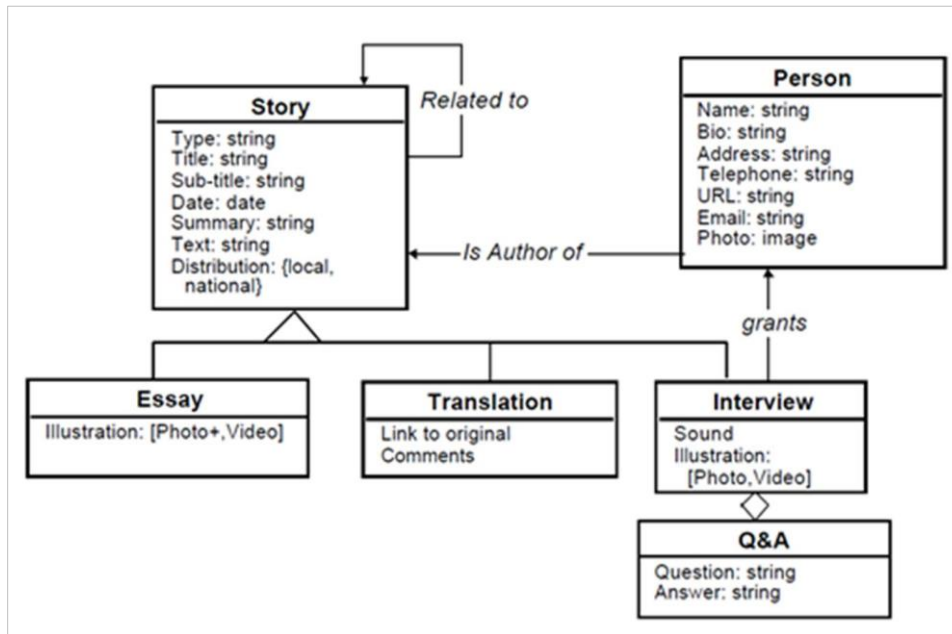 Related to
Story
Type: string
Title: string
Sub-title: string
Date: date
Summary: string
Text: string
Distribution: {local,
national}
Person
Name: string
Bio: string
Address: string
Telephone: string
URL: string
Email: string
Photo: image
Is Author of
grants
Essay
Illustration: [Photo+,Video]
Translation
Link to original
Comments
Interview
Sound
Illustration:
[Photo,Video]
Q&A
Question: string
Answer: string